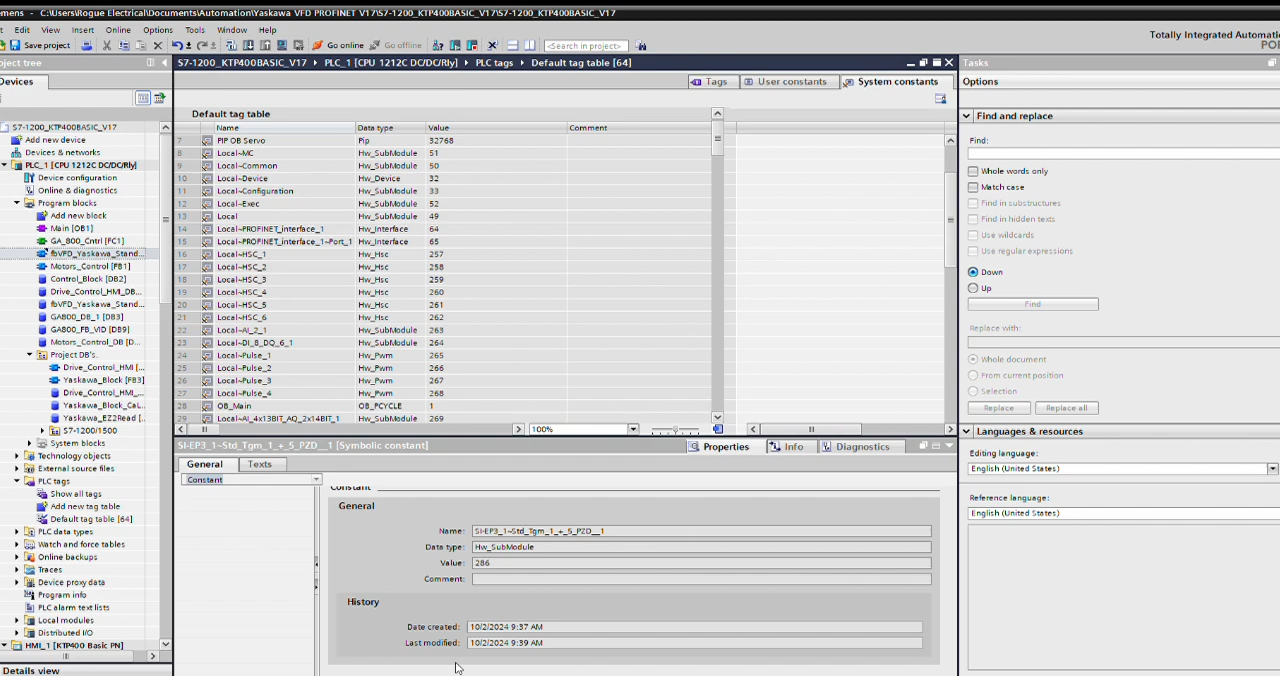 emens - C:\Users\Rogue Electrical\Documents\Automation\Yaskawa VFD PROFINET V17\S7-1200_KTP400BASIC_V17\S7-1200_KTP400BASIC_V17
t Edit View Insert Online Options Tools Window Help
Save project Go online Go offline <Search in project>
Totally Integrated Automatio
PO
oject tree
Devices
S7-1200_KTP400BASIC_V17
Add new device
Devices & networks
PLC_1 [CPU 1212C DC/DC/Rly]
Device configuration
Online & diagnostics
Program blocks
Add new block
Main [OB1]
GA_800_Cntrl [FC1]
fbVFD_Yaskawa_Stand...
Motors_Control [FB1]
Control_Block [DB2]
Drive_Control_HMI_DB...
fbVFD_Yaskawa_Stand...
GA800_DB_1 [DB3]
GA800_FB_VID [DB9]
Motors_Control_DB [D...
Project DB's.
Drive_Control_HMI [...
Yaskawa_Block [FB3]
Drive_Control_HMI_...
Yaskawa_Block_CaL...
Yaskawa_EZ2Read [...
S7-1200/1500
System blocks
Technology objects
External source files
PLC tags
Show all tags
Add new tag table
Default tag table [64]
PLC data types
Watch and force tables
Online backups
Traces
Device proxy data
Program info
PLC alarm text lists
Local modules
Distributed I/O
HMI_1 [KTP400 Basic PN]
Details view
S7-1200_KTP400BASIC_V17 PLC_1 [CPU 1212C DC/DC/Rly] PLC tags Default tag table [64]
Tags User constants System constants
Default tag table
Name Data type Value Comment
7 PIP OB Servo Pip 32768
8 Local~MC Hw_SubModule 51
9 Local~Common Hw_SubModule 50
10 Local~Device Hw_Device 32
11 Local~Configuration Hw_SubModule 33
12 Local~Exec Hw_SubModule 52
13 Local Hw_SubModule 49
14 Local~PROFINET_interface_1 Hw_Interface 64
15 Local~PROFINET_interface_1~Port_1 Hw_Interface 65
16 Local~HSC_1 Hw_Hsc 257
17 Local~HSC_2 Hw_Hsc 258
18 Local~HSC_3 Hw_Hsc 259
19 Local~HSC_4 Hw_Hsc 260
20 Local~HSC_5 Hw_Hsc 261
21 Local~HSC_6 Hw_Hsc 262
22 Local~AI_2_1 Hw_SubModule 263
23 Local~DI_8_DQ_6_1 Hw_SubModule 264
24 Local~Pulse_1 Hw_Pwm 265
25 Local~Pulse_2 Hw_Pwm 266
26 Local~Pulse_3 Hw_Pwm 267
27 Local~Pulse_4 Hw_Pwm 268
28 OB_Main OB_PCYCLE 1
29 Local~AI_4x13BIT_AQ_2x14BIT_1 Hw_SubModule 269
100%
SI-EP3_1~Std_Tgm_1_+_5_PZD__1 [Symbolic constant]
Properties Info Diagnostics
General Texts
Constant
Constant
General
Name: SI-EP3_1~Std_Tgm_1_+_5_PZD__1
Data type: Hw_SubModule
Value: 286
Comment:
History
Date created: 10/2/2024 9:37 AM
Last modified: 10/2/2024 9:39 AM
Tasks
Options
Find and replace
Find:
Whole words only
Match case
Find in substructures
Find in hidden texts
Use wildcards
Use regular expressions
Down
Up
Find
Replace with:
Whole document
From current position
Selection
Replace Replace all
Languages & resources
Editing language:
English (United States)
Reference language:
English (United States)